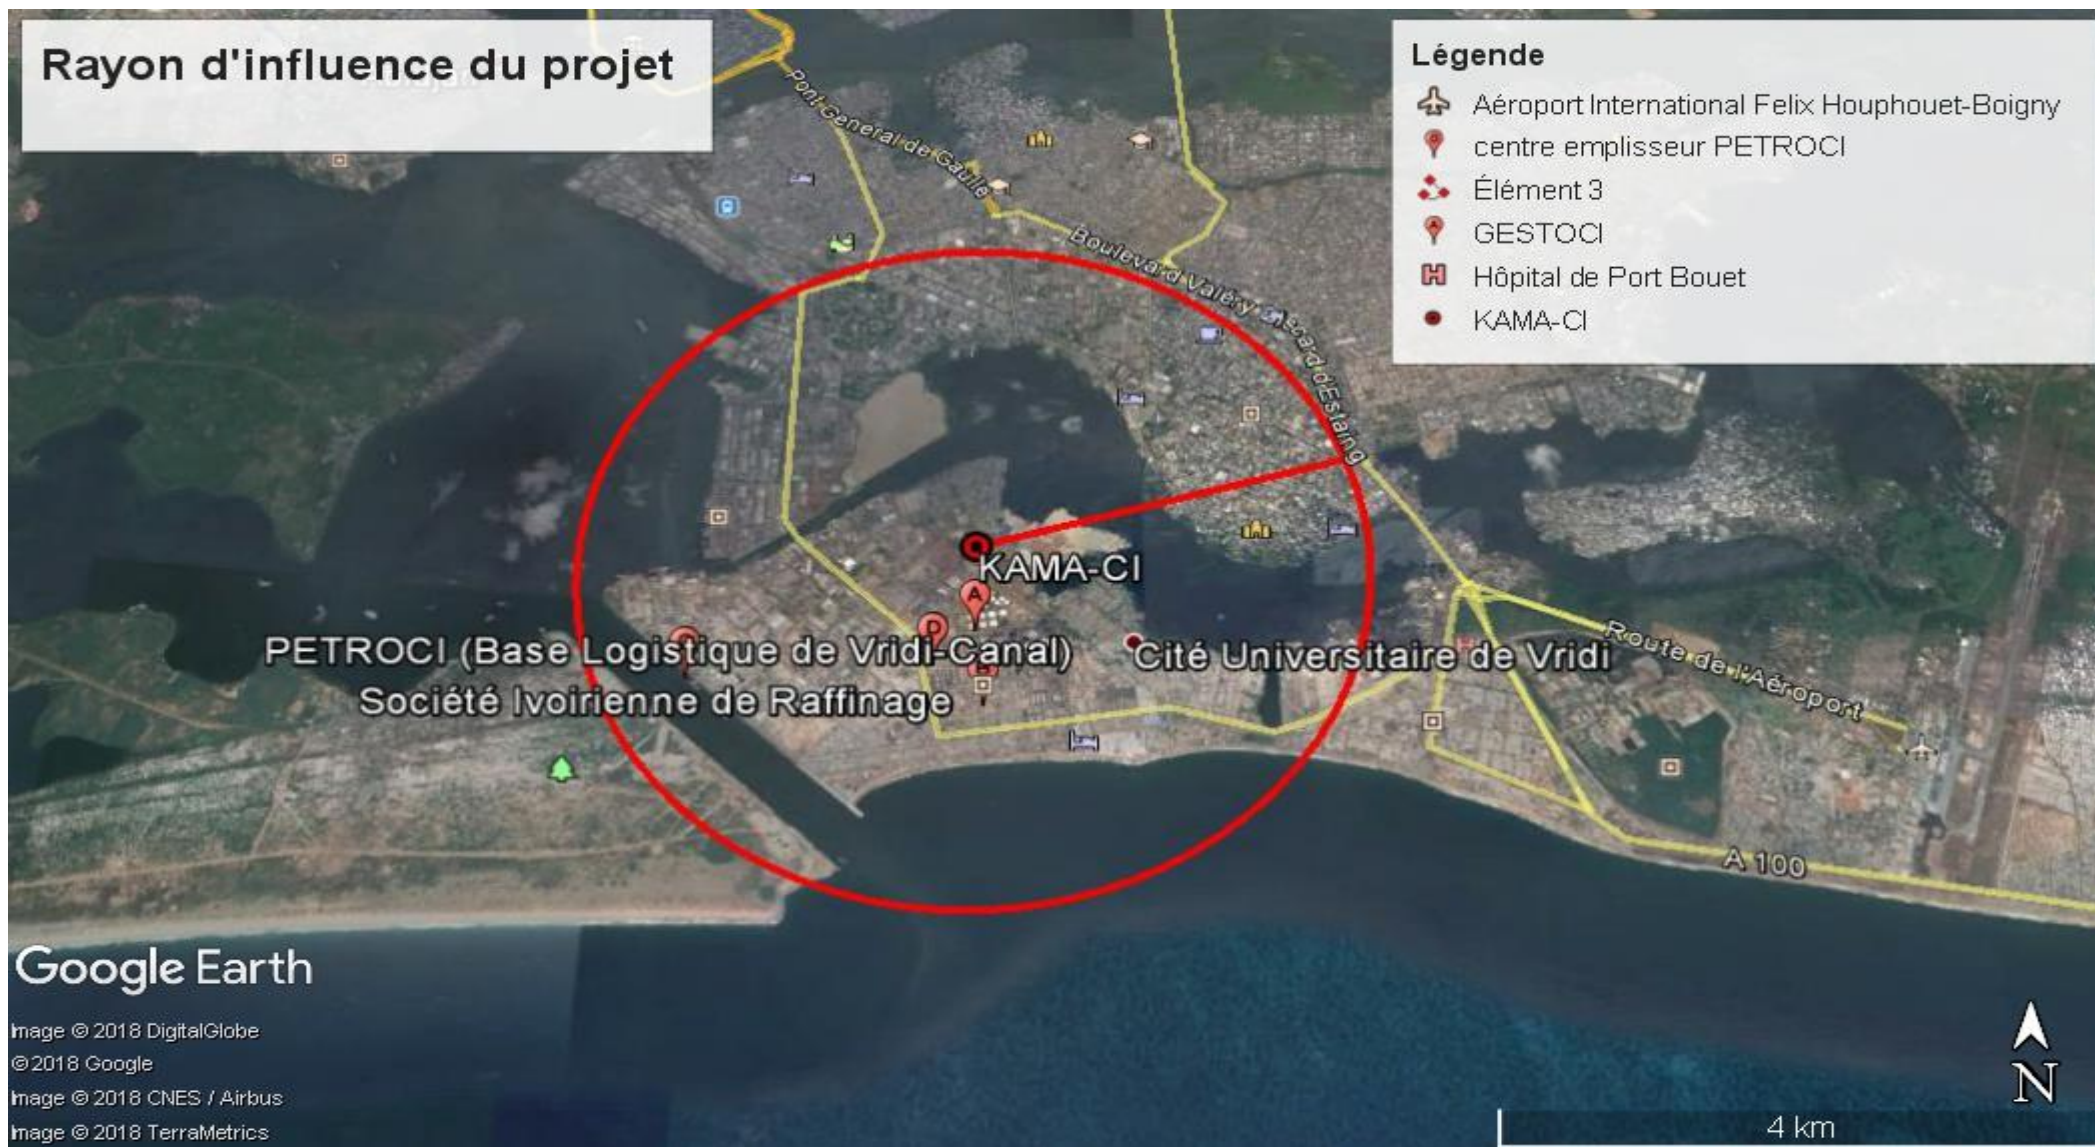 Rayon d'influence du projet
Légende
Aéroport International Felix Houphouet-Boigny
centre emplisseur PETROCI
Élément 3
GESTOCI
Hôpital de Port Bouet
KAMA-CI
Pont Général de Gaulle
Boulevard Valéry Giscard d'Estaing
KAMA-CI
A
PETROCI (Base Logistique de Vridi-Canal)
Cité Universitaire de Vridi
Société Ivoirienne de Raffinage
Route de l'Aéroport
A 100
Google Earth
Image © 2018 DigitalGlobe
© 2018 Google
Image © 2018 CNES / Airbus
Image © 2018 TerraMetrics
N
4 km